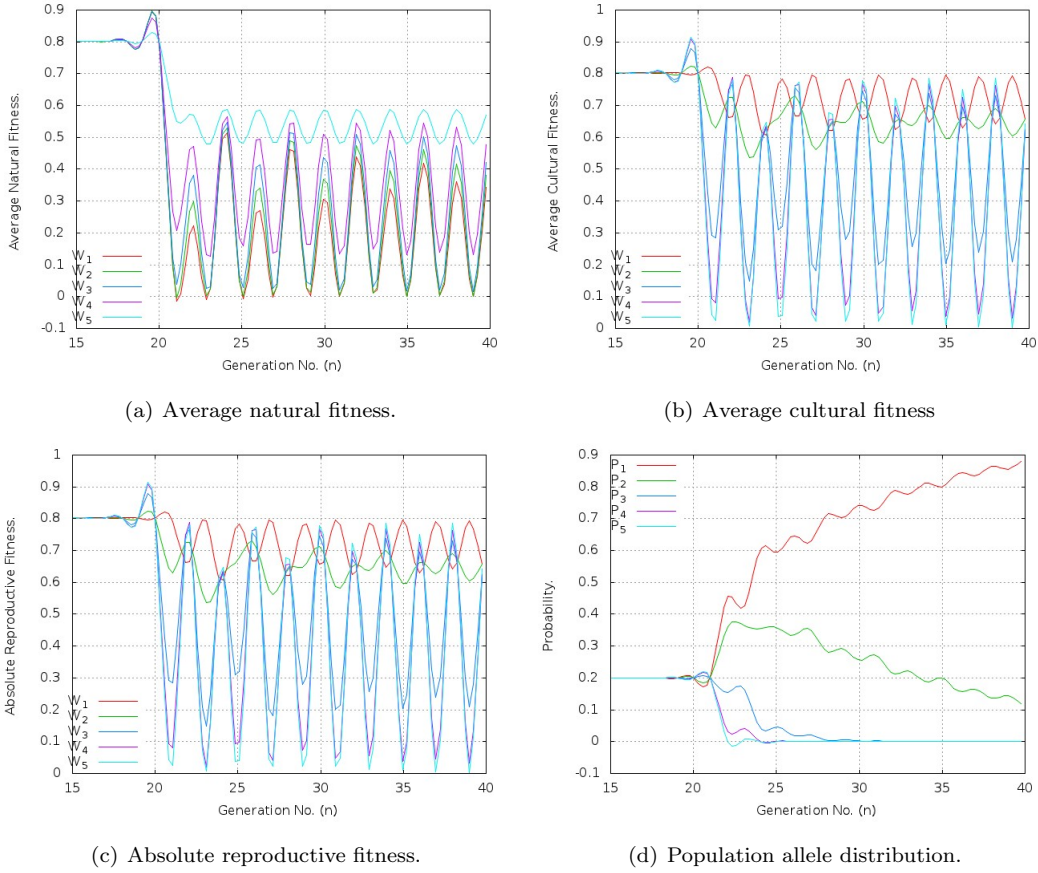 0.9
0.8
0.7
0.6
0.5
0.4
0.3
0.2
0.1
0
-0.1
15 20 25 30 35 40
Average Natural Fitness.
Generation No. (n)
W1
W2
W3
W4
W5
(a) Average natural fitness.
1
0.9
0.8
0.7
0.6
0.5
0.4
0.3
0.2
0.1
0
15 20 25 30 35 40
Average Cultural Fitness.
Generation No. (n)
W1
W2
W3
W4
W5
(b) Average cultural fitness
1
0.9
0.8
0.7
0.6
0.5
0.4
0.3
0.2
0.1
0
15 20 25 30 35 40
Absolute Reproductive Fitness.
Generation No. (n)
W1
W2
W3
W4
W5
(c) Absolute reproductive fitness.
0.9
0.8
0.7
0.6
0.5
0.4
0.3
0.2
0.1
0
-0.1
15 20 25 30 35 40
Probability.
Generation No. (n)
P1
P2
P3
P4
P5
(d) Population allele distribution.